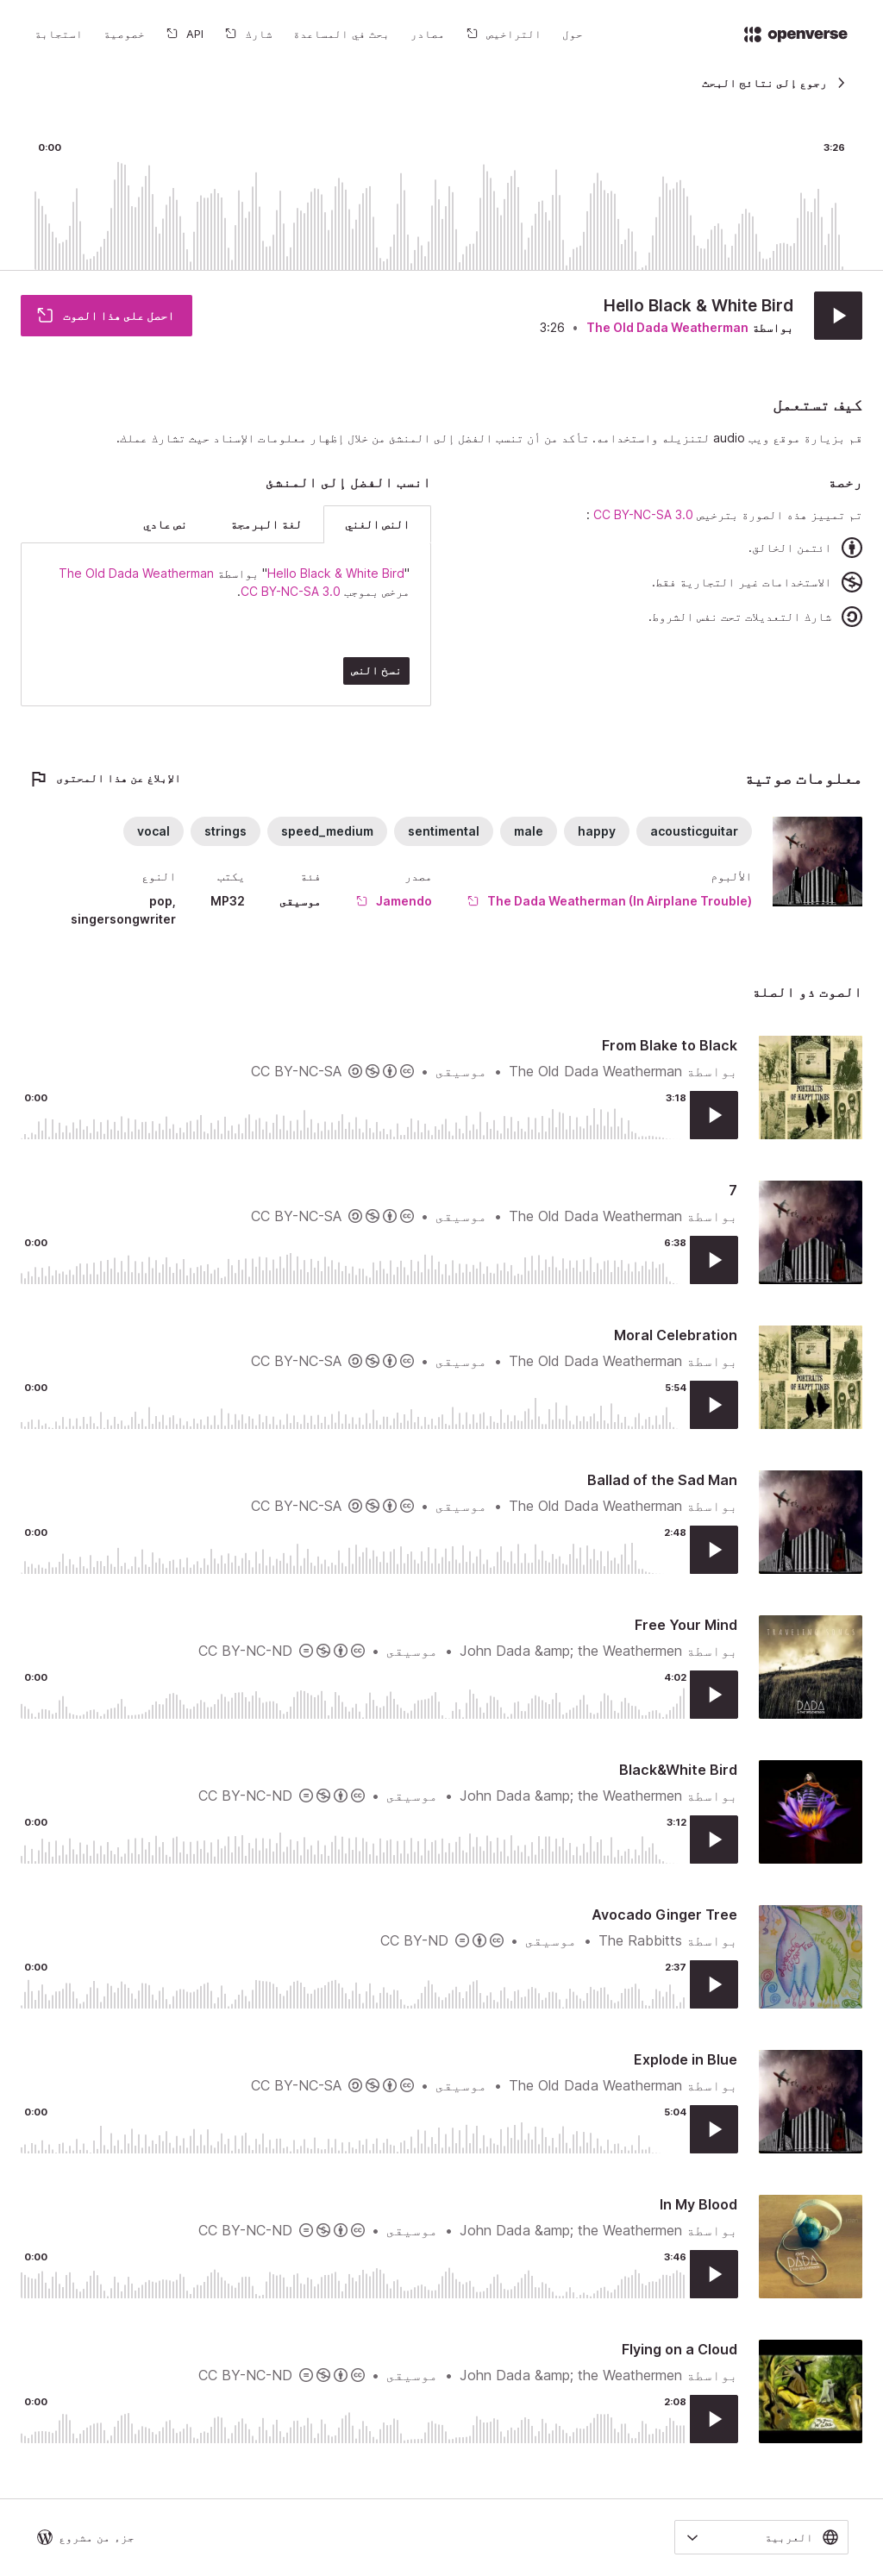 openverse
حول
التراخيص
مصادر
بحث في المساعدة
شارك
API
خصوصية
استجابة
رجوع إلى نتائج البحث
3:26
0:00
Hello Black & White Bird
بواسطة The Old Dada Weatherman • 3:26
احصل على هذا الصوت
كيف تستعمل
قم بزيارة موقع ويب audio لتنزيله واستخدامه. تأكد من أن تنسب الفضل إلى المنشئ من خلال إظهار معلومات الإسناد حيث تشارك عملك.
رخصة
تم تمييز هذه الصورة بترخيص CC BY-NC-SA 3.0 :
ائتمن الخالق.
الاستخدامات غير التجارية فقط.
شارك التعديلات تحت نفس الشروط.
انسب الفضل إلى المنشئ
النص الغني
لغة البرمجة
نص عادي
"Hello Black & White Bird" بواسطة The Old Dada Weatherman
مرخص بموجب CC BY-NC-SA 3.0.
نسخ النص
معلومات صوتية
الإبلاغ عن هذا المحتوى
acousticguitar
happy
male
sentimental
speed_medium
strings
vocal
الألبوم
The Dada Weatherman (In Airplane Trouble)
مصدر
Jamendo
فئة
موسيقى
يكتب
MP32
النوع
pop,
singersongwriter
الصوت ذو الصلة
From Blake to Black
بواسطة The Old Dada Weatherman • موسيقى • CC BY-NC-SA
3:18
0:00
7
بواسطة The Old Dada Weatherman • موسيقى • CC BY-NC-SA
6:38
0:00
Moral Celebration
بواسطة The Old Dada Weatherman • موسيقى • CC BY-NC-SA
5:54
0:00
Ballad of the Sad Man
بواسطة The Old Dada Weatherman • موسيقى • CC BY-NC-SA
2:48
0:00
Free Your Mind
بواسطة John Dada &amp; the Weathermen • موسيقى • CC BY-NC-ND
4:02
0:00
Black&White Bird
بواسطة John Dada &amp; the Weathermen • موسيقى • CC BY-NC-ND
3:12
0:00
Avocado Ginger Tree
بواسطة The Rabbitts • موسيقى • CC BY-ND
2:37
0:00
Explode in Blue
بواسطة The Old Dada Weatherman • موسيقى • CC BY-NC-SA
5:04
0:00
In My Blood
بواسطة John Dada &amp; the Weathermen • موسيقى • CC BY-NC-ND
3:46
0:00
Flying on a Cloud
بواسطة John Dada &amp; the Weathermen • موسيقى • CC BY-NC-ND
2:08
0:00
العربية
جزء من مشروع